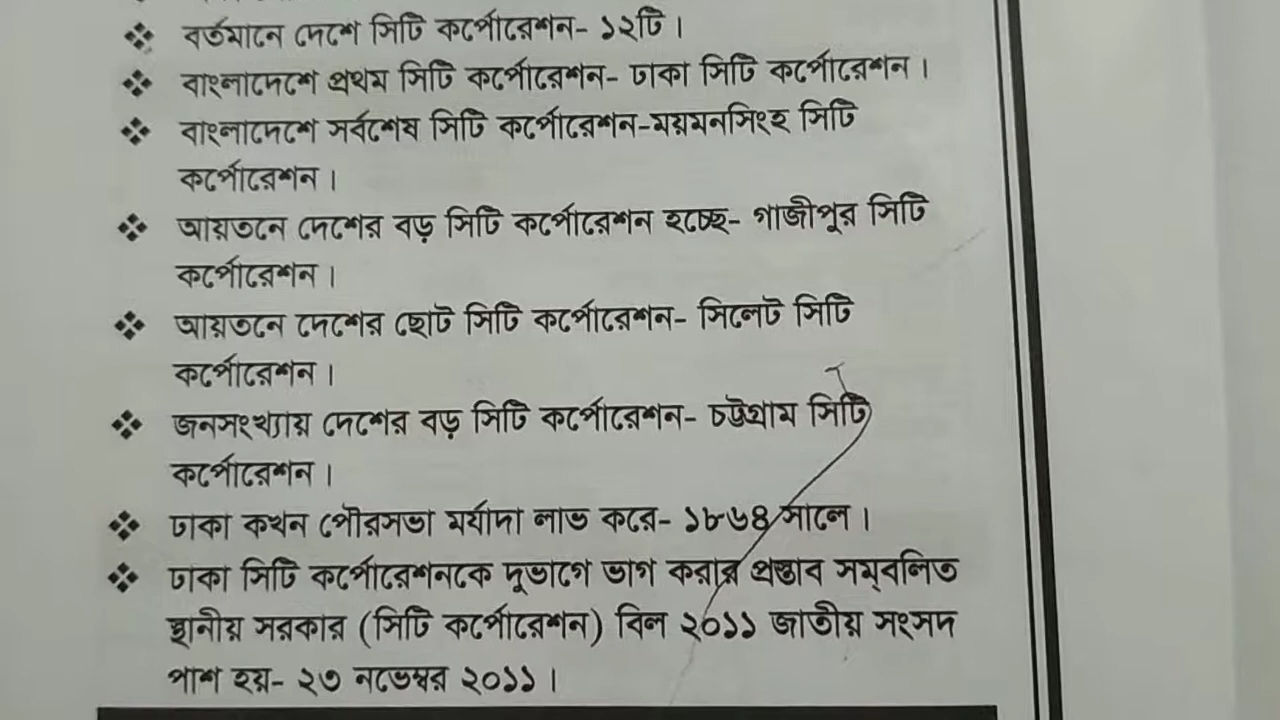 বর্তমানে দেশে সিটি কর্পোরেশন- ১২টি।
বাংলাদেশে প্রথম সিটি কর্পোরেশন- ঢাকা সিটি কর্পোরেশন।
বাংলাদেশে সর্বশেষ সিটি কর্পোরেশন-ময়মনসিংহ সিটি
কর্পোরেশন।
আয়তনে দেশের বড় সিটি কর্পোরেশন হচ্ছে- গাজীপুর সিটি
কর্পোরেশন।
আয়তনে দেশের ছোট সিটি কর্পোরেশন- সিলেট সিটি
কর্পোরেশন।
জনসংখ্যায় দেশের বড় সিটি কর্পোরেশন- চট্টগ্রাম সিটি
কর্পোরেশন।
ঢাকা কখন পৌরসভা মর্যাদা লাভ করে- ১৮৬৪ সালে।
ঢাকা সিটি কর্পোরেশনকে দুভাগে ভাগ করার প্রস্তাব সম্বলিত
স্থানীয় সরকার (সিটি কর্পোরেশন) বিল ২০১১ জাতীয় সংসদ
পাশ হয়- ২৩ নভেম্বর ২০১১।